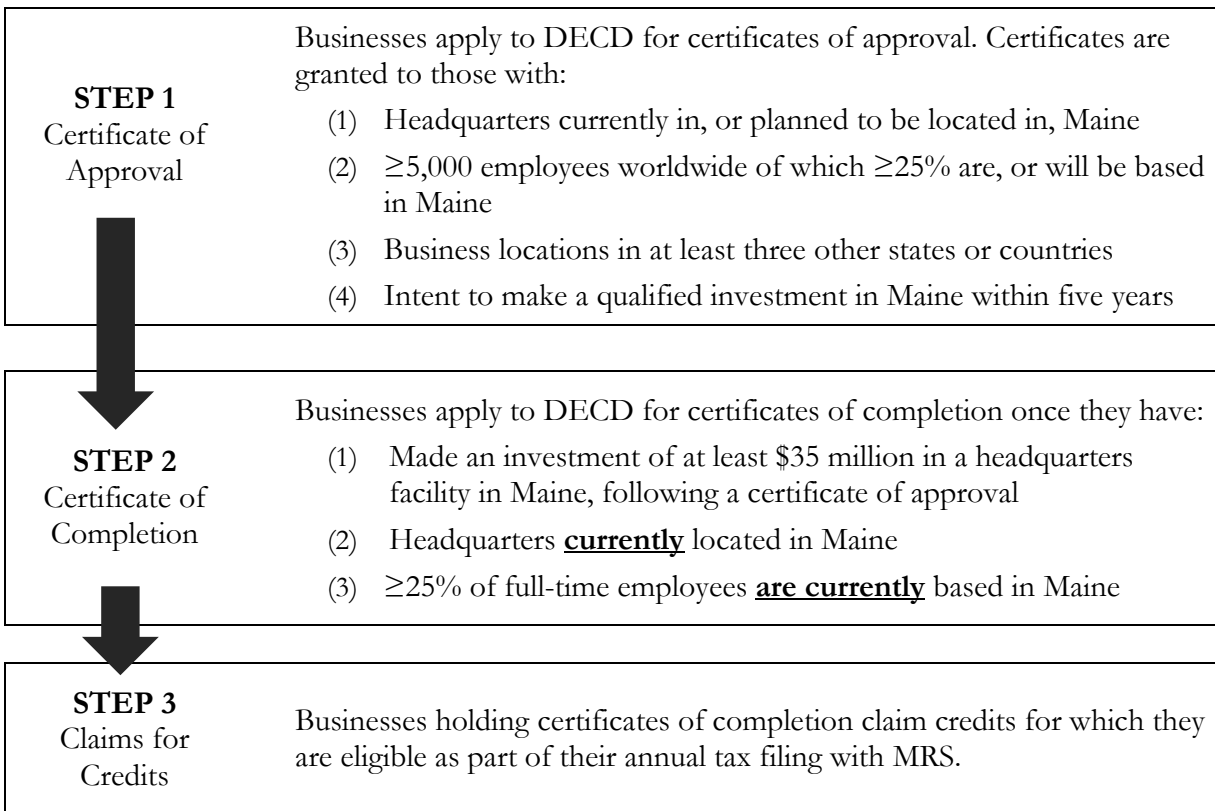 STEP 1
Certificate of
Approval
Businesses apply to DECD for certificates of approval. Certificates are
granted to those with:
(1) Headquarters currently in, or planned to be located in, Maine
(2) ≥5,000 employees worldwide of which ≥25% are, or will be based
in Maine
(3) Business locations in at least three other states or countries
(4) Intent to make a qualified investment in Maine within five years
STEP 2
Certificate of
Completion
Businesses apply to DECD for certificates of completion once they have:
(1) Made an investment of at least $35 million in a headquarters
facility in Maine, following a certificate of approval
(2) Headquarters currently located in Maine
(3) ≥25% of full-time employees are currently based in Maine
STEP 3
Claims for
Credits
Businesses holding certificates of completion claim credits for which they
are eligible as part of their annual tax filing with MRS.